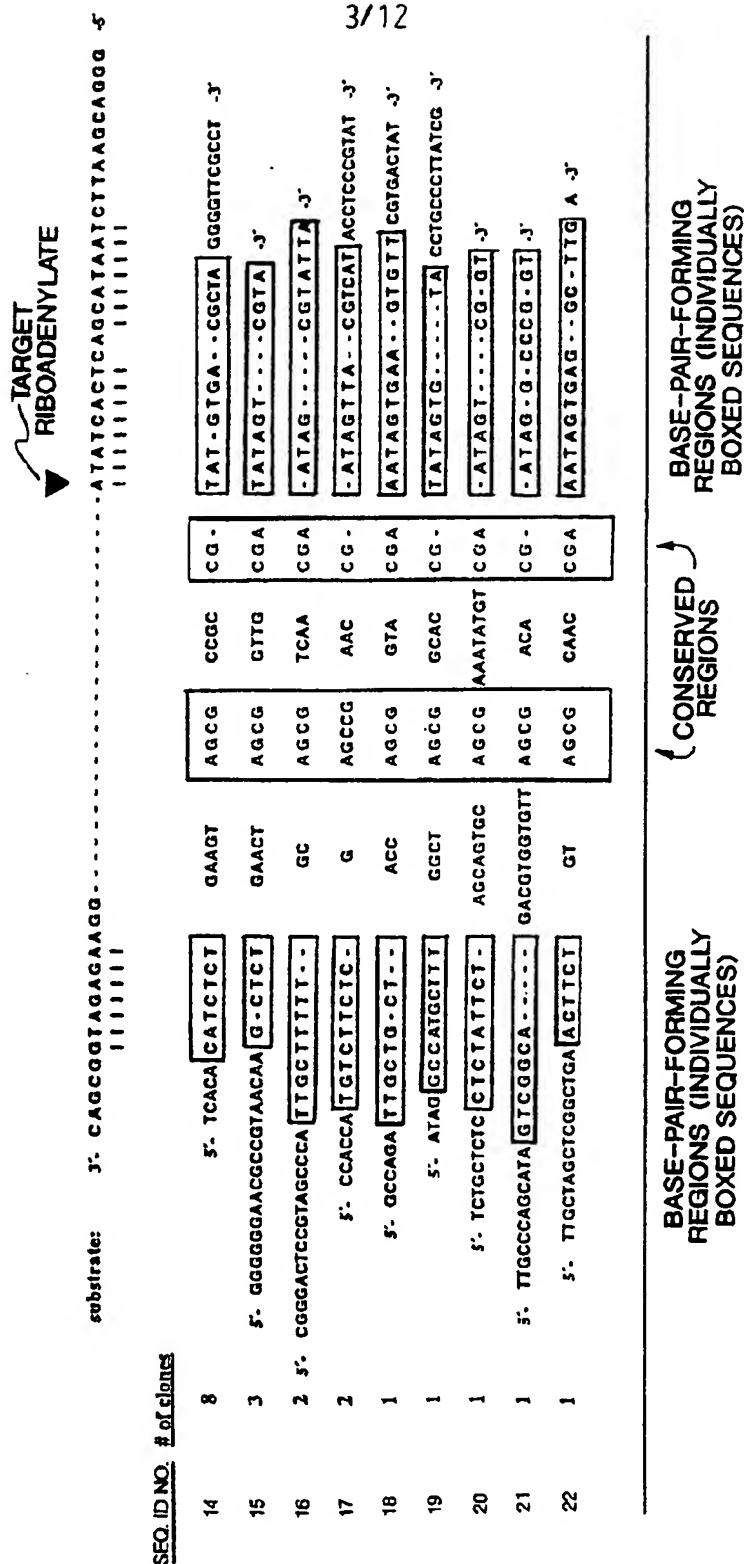 3/12
TARGET
RIBOADENYLATE
substrate: 3'- CAGCGGTAGAGAAGG- - - - - - - - - - - - - - - - - - - -ATATCACTCAGCATAATCTTAAGCAGGG -5'
SEQ. ID NO. # of clones
14 8 5'- TCACA CATCTCT GAAGT AGCG CCGC CG- TAT-GTGA--CGCTA GGGGTTCGCCT -3'
15 3 5'- GGGGGGAACGCCGTAACAA G-CTCT GAACT AGCG GTTG CGA TATAGT----CGTA -3'
16 2 5'- CGGGACTCCGTAGCCCA TTGCTTTTT-- GC AGCG TCAA CGA -ATAG-----CGTATTA -3'
17 2 5'- CCACCA TGTCTTCTC- G AGCCG AAC CG- -ATAGTTA--CGTCAT ACCTCCCGTAT -3'
18 1 5'- GCCAGA TTGCTG-CT-- ACC AGCG GTA CGA AATAGTGAA--GTGTT CGTGACTAT -3'
19 1 5'- ATAG GCCATGCTTT GGCT AGCG GCAC CG- TATAGTG-----TA CCTGCCCTTATCG -3'
20 1 5'- TCTGCTCTC CTCTATTCT- AGCAGTGC AGCG AAATATGT CGA -ATAGT----CG-GT -3'
21 1 5'- TTGCCCAGCATA GTCGGCA----- GACGTGGTGTT AGCG ACA CG- -ATAG-G-CCCG-GT -3'
22 1 5'- TTGCTAGCTCGGCTGA ACTTCT GT AGCG CAAC CGA AATAGTGAG--GC-TTG A -3'
BASE-PAIR-FORMING
REGIONS (INDIVIDUALLY
BOXED SEQUENCES)
CONSERVED
REGIONS
BASE-PAIR-FORMING
REGIONS (INDIVIDUALLY
BOXED SEQUENCES)